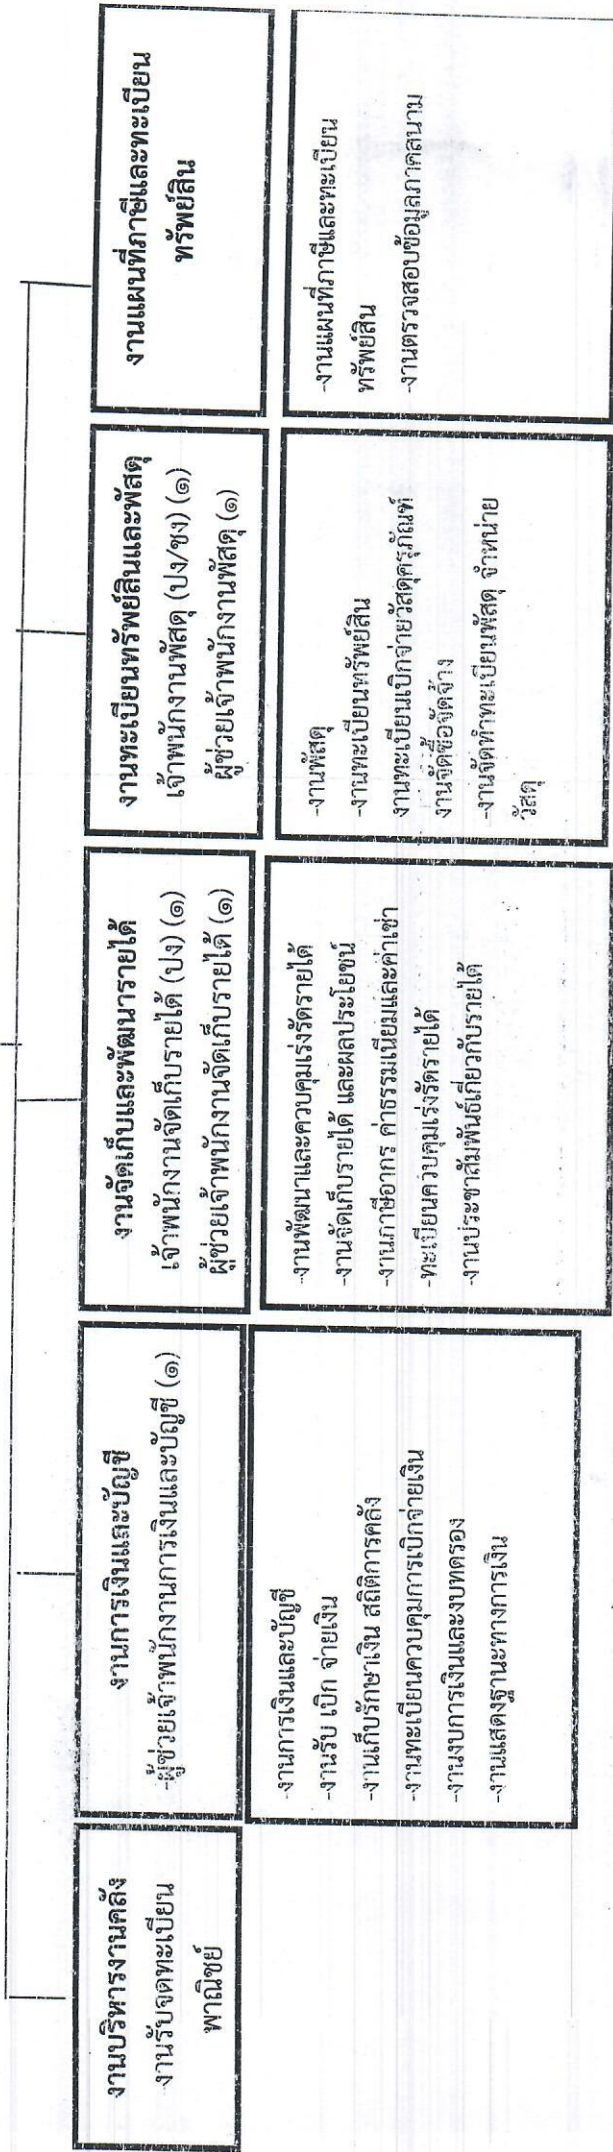 งานบริหารงานคลัง
-งานรับจดทะเบียน
พาณิชย์
งานการเงินและบัญชี
-ผู้ช่วยเจ้าพนักงานการเงินและบัญชี (๑)
-งานการเงินและบัญชี
-งานรับ เบิก จ่ายเงิน
-งานเก็บรักษาเงิน สถิติการคลัง
-งานทะเบียนควบคุมการเบิกจ่ายเงิน
-งานงบการเงินและงบทดรอง
-งานแสดงฐานะทางการเงิน
งานจัดเก็บและพัฒนารายได้
เจ้าพนักงานจัดเก็บรายได้ (ปง) (๑)
ผู้ช่วยเจ้าพนักงานจัดเก็บรายได้ (๑)
-งานพัฒนาและควบคุมเร่งรัดรายได้
-งานจัดเก็บรายได้ และผลประโยชน์
-งานภาษีอากร ค่าธรรมเนียมและค่าเช่า
-ทะเบียนควบคุมเร่งรัดรายได้
-งานประชาสัมพันธ์เกี่ยวกับรายได้
งานทะเบียนทรัพย์สินและพัสดุ
เจ้าพนักงานพัสดุ (ปง/ชง) (๑)
ผู้ช่วยเจ้าพนักงานพัสดุ (๑)
-งานพัสดุ
-งานทะเบียนทรัพย์สิน
งานทะเบียนเบิกจ่ายวัสดุครุภัณฑ์
งานจัดซื้อจัดจ้าง
-งานจัดทำทะเบียนพัสดุ จำหน่าย
วัสดุ
งานแผนที่ภาษีและทะเบียน
ทรัพย์สิน
-งานแผนที่ภาษีและทะเบียน
ทรัพย์สิน
-งานตรวจสอบข้อมูลภาคสนาม